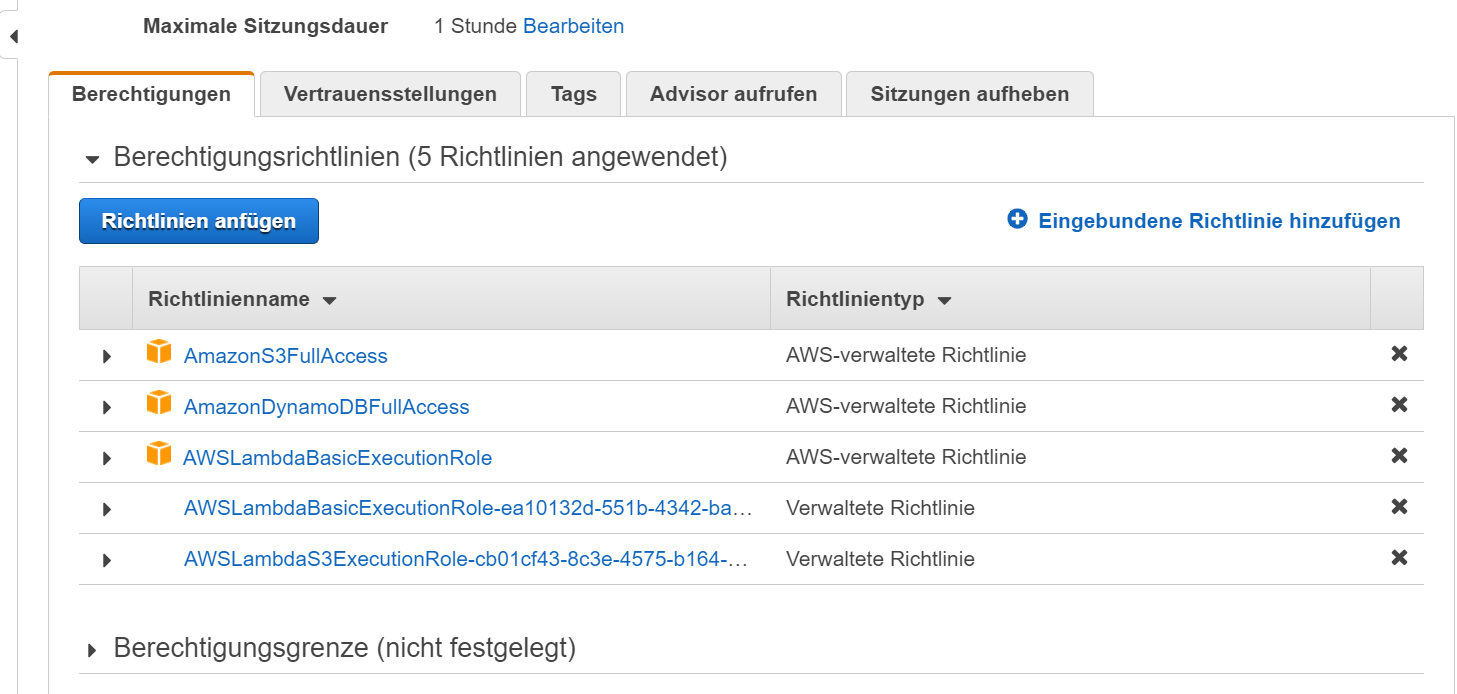 Maximale Sitzungsdauer 1 Stunde Bearbeiten
Berechtigungen Vertrauensstellungen Tags Advisor aufrufen Sitzungen aufheben
Berechtigungsrichtlinien (5 Richtlinien angewendet)
Richtlinien anfügen Eingebundene Richtlinie hinzufügen
Richtlinienname Richtlinientyp
AmazonS3FullAccess AWS-verwaltete Richtlinie
AmazonDynamoDBFullAccess AWS-verwaltete Richtlinie
AWSLambdaBasicExecutionRole AWS-verwaltete Richtlinie
AWSLambdaBasicExecutionRole-ea10132d-551b-4342-ba… Verwaltete Richtlinie
AWSLambdaS3ExecutionRole-cb01cf43-8c3e-4575-b164-… Verwaltete Richtlinie
Berechtigungsgrenze (nicht festgelegt)